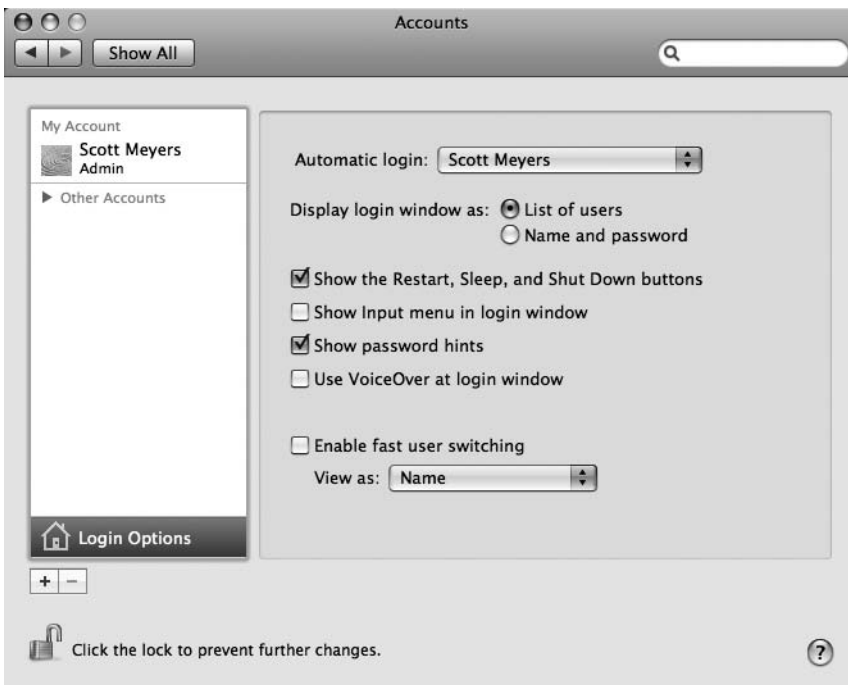 Accounts
Show All
My Account
Scott Meyers
Admin
Other Accounts
Login Options
Automatic login: Scott Meyers
Display login window as: List of users
Name and password
Show the Restart, Sleep, and Shut Down buttons
Show Input menu in login window
Show password hints
Use VoiceOver at login window
Enable fast user switching
View as: Name
+ −
Click the lock to prevent further changes.
?